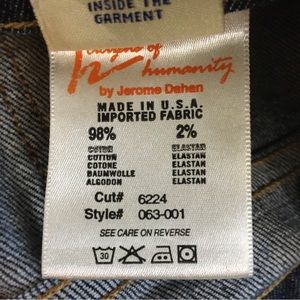 INSIDE THE
GARMENT
citizens of
humanity
by Jerome Dahan
MADE IN U.S.A.
IMPORTED FABRIC
98% 2%
COTON ELASTAN
COTTON ELASTAN
COTONE ELASTAN
BAUMWOLLE ELASTAN
ALGODON ELASTAN
Cut# 6224
Style# 063-001
SEE CARE ON REVERSE
30